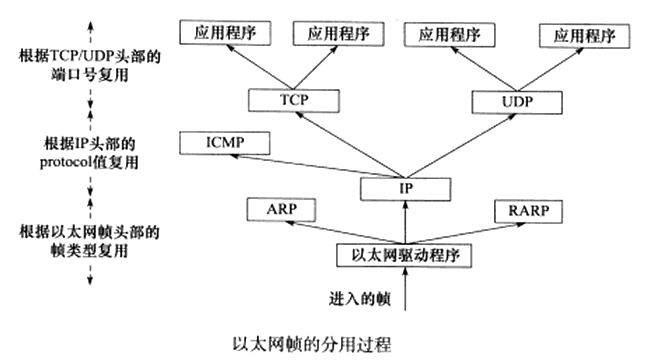 应用程序 应用程序 应用程序 应用程序
根据TCP/UDP头部的
端口号复用
TCP UDP
根据IP头部的
protocol值复用
ICMP
IP
ARP RARP
根据以太网帧头部的
帧类型复用
以太网驱动程序
进入的帧
以太网帧的分用过程